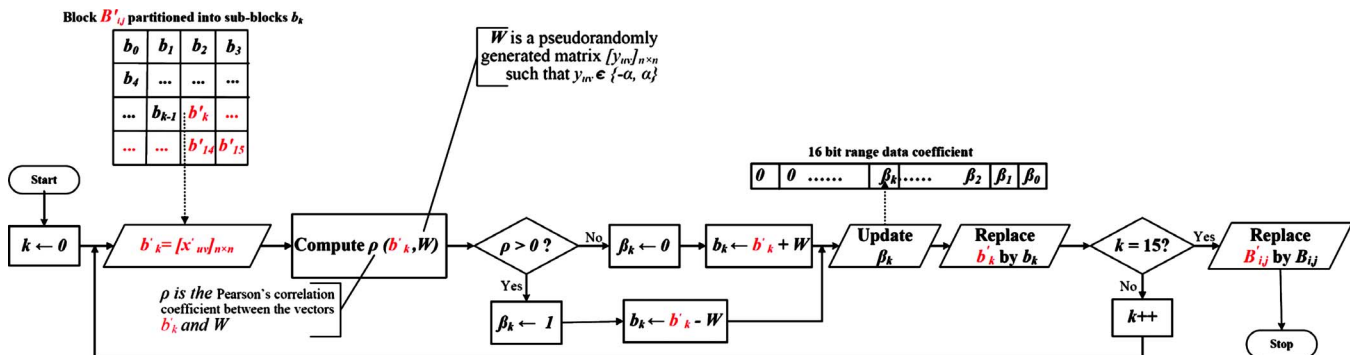 Block B'i,j partitioned into sub-blocks bk
b0 b1 b2 b3
b4 ... ... ...
... bk-1 b'k ...
... ... b'14 b'15
W is a pseudorandomly
generated matrix [yuv]n×n
such that yuv ϵ {-α, α}
16 bit range data coefficient
0 0 ...... βk ...... β2 β1 β0
Start
k ← 0
b'k = [x'uv]n×n
Compute ρ (b'k, W)
ρ > 0 ?
No
βk ← 0
bk ← b'k + W
Update
βk
Replace
b'k by bk
k = 15?
Yes
Replace
B'i,j by Bi,j
ρ is the Pearson's correlation
coefficient between the vectors
b'k and W
Yes
βk ← 1
bk ← b'k - W
No
k++
Stop